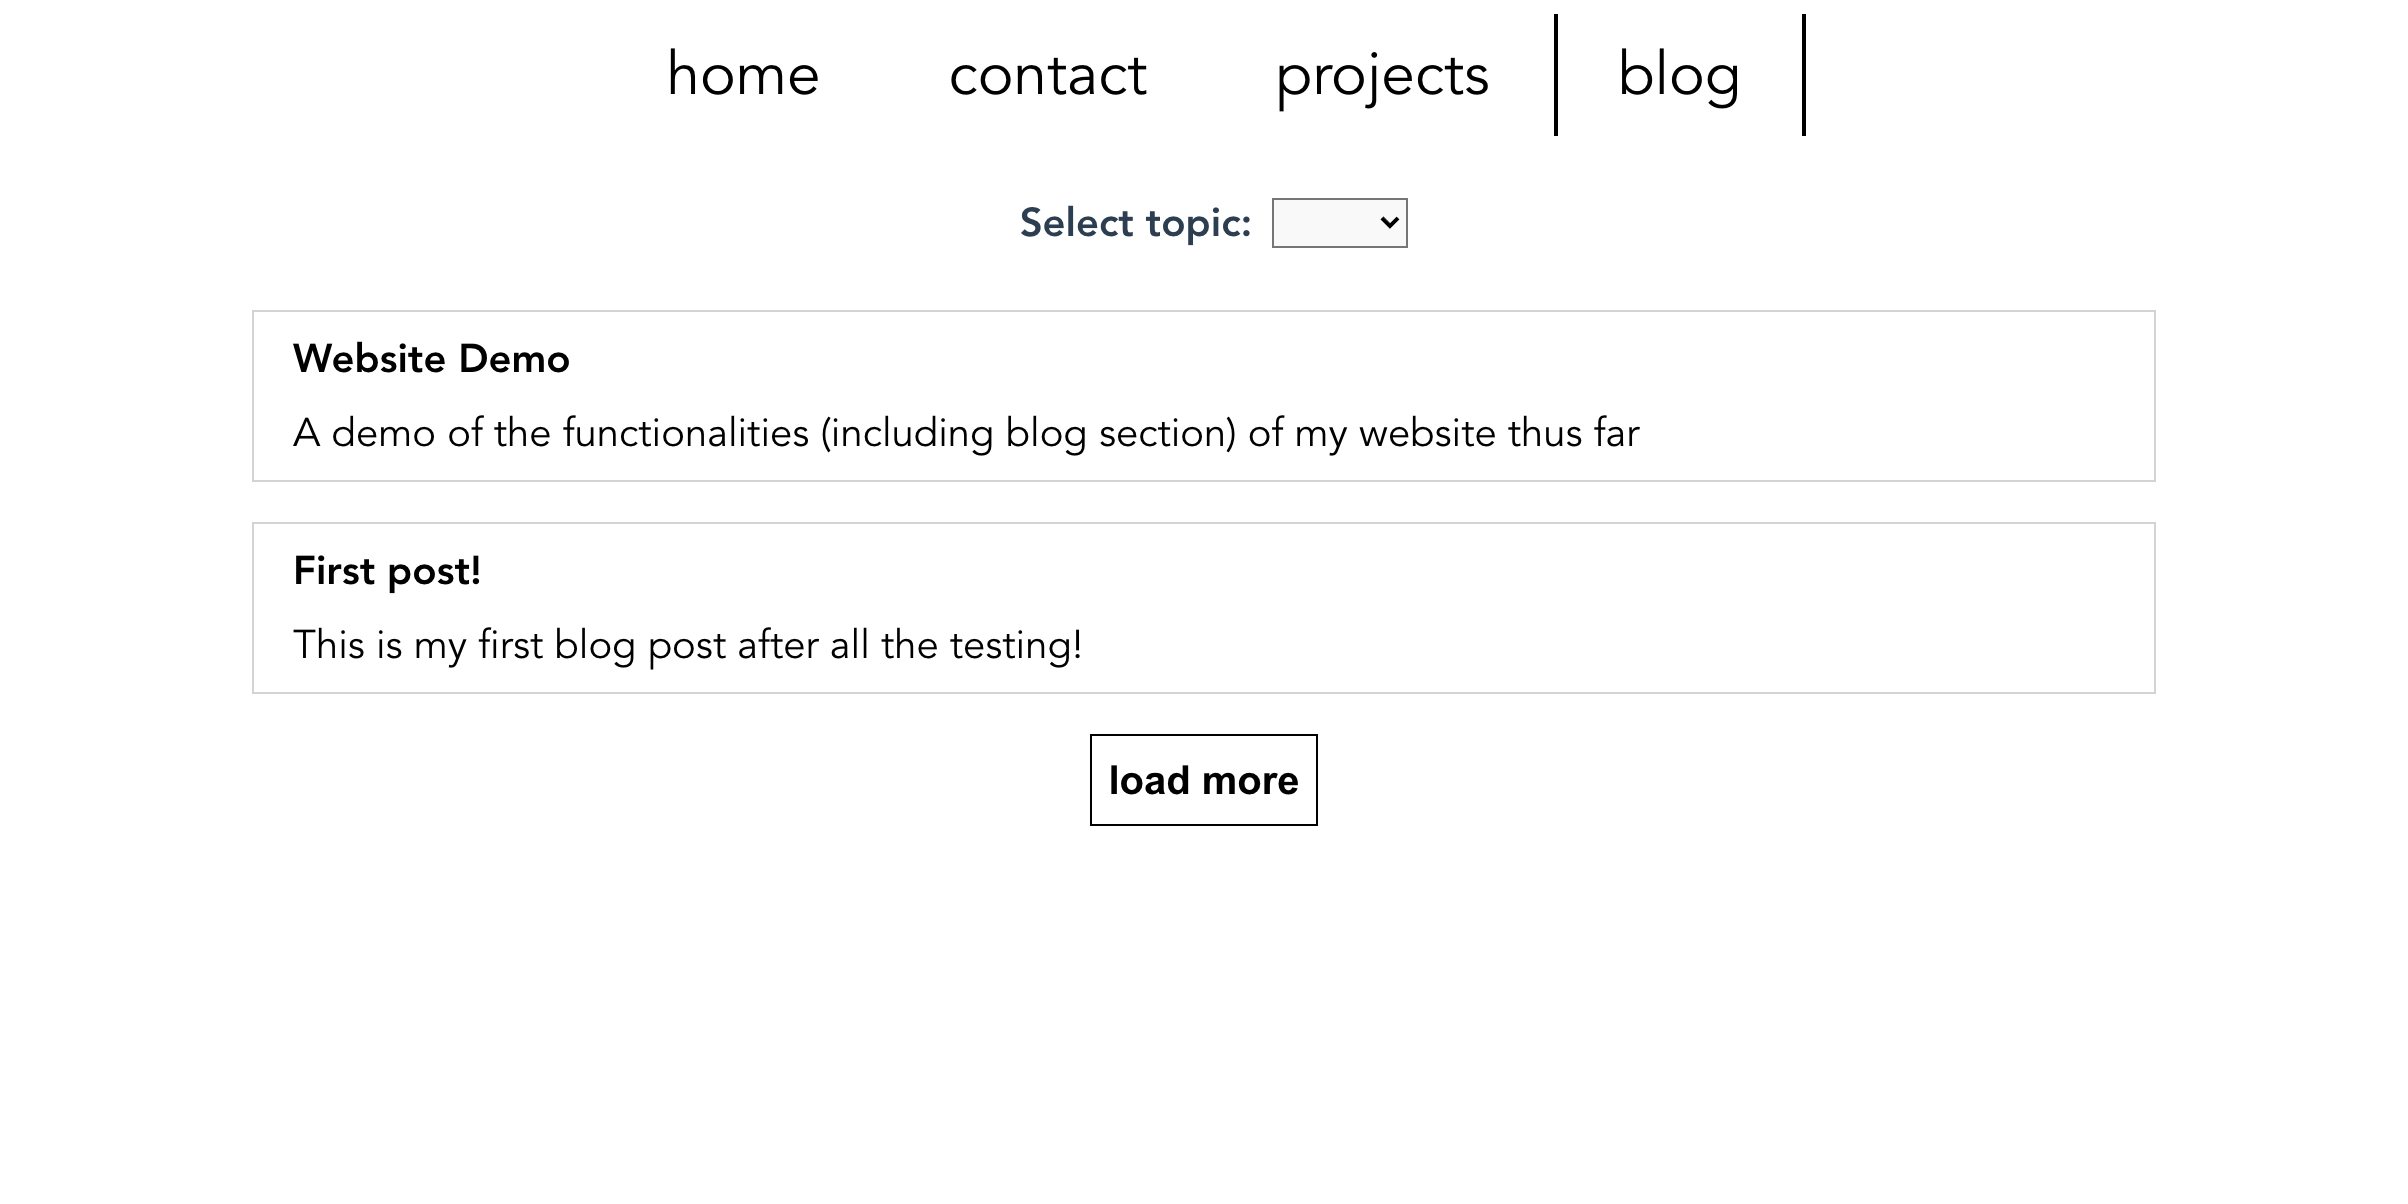 home contact projects blog
Select topic:
Website Demo
A demo of the functionalities (including blog section) of my website thus far
First post!
This is my first blog post after all the testing!
load more